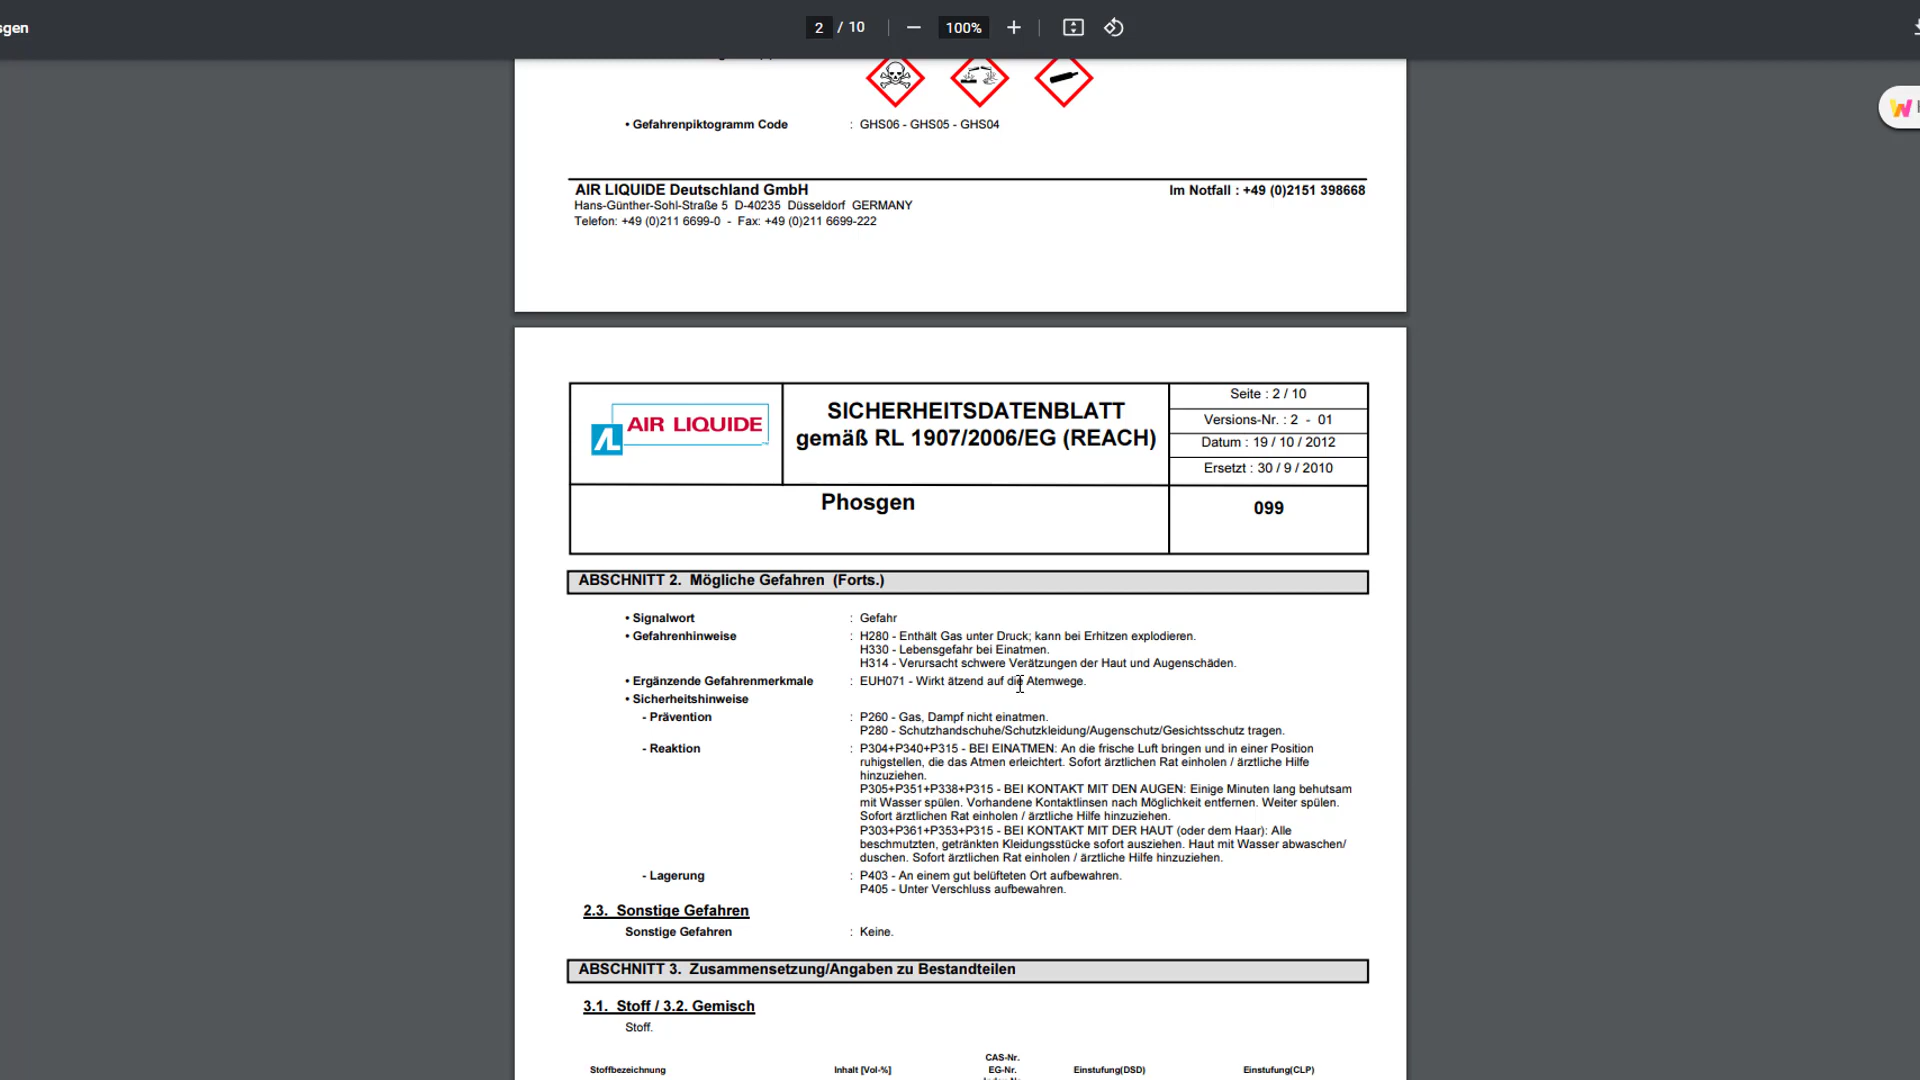 sgen
2 / 10
100%
• Gefahrenpiktogramm Code : GHS06 - GHS05 - GHS04
AIR LIQUIDE Deutschland GmbH Im Notfall : +49 (0)2151 398668
Hans-Günther-Sohl-Straße 5 D-40235 Düsseldorf GERMANY
Telefon: +49 (0)211 6699-0 - Fax: +49 (0)211 6699-222
AIR LIQUIDE
SICHERHEITSDATENBLATT
gemäß RL 1907/2006/EG (REACH)
Seite : 2 / 10
Versions-Nr. : 2 - 01
Datum : 19 / 10 / 2012
Ersetzt : 30 / 9 / 2010
Phosgen
099
ABSCHNITT 2. Mögliche Gefahren (Forts.)
• Signalwort : Gefahr
• Gefahrenhinweise : H280 - Enthält Gas unter Druck; kann bei Erhitzen explodieren.
H330 - Lebensgefahr bei Einatmen.
H314 - Verursacht schwere Verätzungen der Haut und Augenschäden.
• Ergänzende Gefahrenmerkmale : EUH071 - Wirkt ätzend auf die Atemwege.
• Sicherheitshinweise
- Prävention : P260 - Gas, Dampf nicht einatmen.
P280 - Schutzhandschuhe/Schutzkleidung/Augenschutz/Gesichtsschutz tragen.
- Reaktion : P304+P340+P315 - BEI EINATMEN: An die frische Luft bringen und in einer Position
ruhigstellen, die das Atmen erleichtert. Sofort ärztlichen Rat einholen / ärztliche Hilfe
hinzuziehen.
P305+P351+P338+P315 - BEI KONTAKT MIT DEN AUGEN: Einige Minuten lang behutsam
mit Wasser spülen. Vorhandene Kontaktlinsen nach Möglichkeit entfernen. Weiter spülen.
Sofort ärztlichen Rat einholen / ärztliche Hilfe hinzuziehen.
P303+P361+P353+P315 - BEI KONTAKT MIT DER HAUT (oder dem Haar): Alle
beschmutzten, getränkten Kleidungsstücke sofort ausziehen. Haut mit Wasser abwaschen/
duschen. Sofort ärztlichen Rat einholen / ärztliche Hilfe hinzuziehen.
- Lagerung : P403 - An einem gut belüfteten Ort aufbewahren.
P405 - Unter Verschluss aufbewahren.
2.3. Sonstige Gefahren
Sonstige Gefahren : Keine.
ABSCHNITT 3. Zusammensetzung/Angaben zu Bestandteilen
3.1. Stoff / 3.2. Gemisch
Stoff.
CAS-Nr.
Stoffbezeichnung Inhalt [Vol-%] EG-Nr. Einstufung(DSD) Einstufung(CLP)